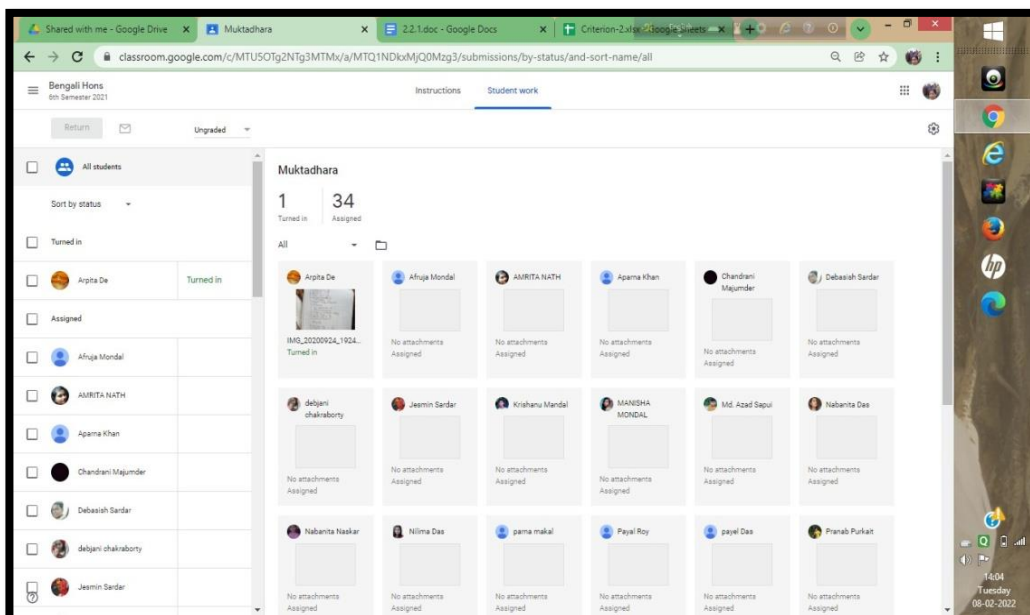 Shared with me - Google Drive
Muktadhara
2.2.1.doc - Google Docs
Criterion-2.xlsx - Google Sheets
classroom.google.com/c/MTU5OTg2NTg3MTMx/a/MTQ1NDkxMjQ0Mzg3/submissions/by-status/and-sort-name/all
Bengali Hons
6th Semester 2021
Instructions
Student work
Return
Ungraded
All students
Sort by status
Turned in
Arpita De
Turned in
Assigned
Afruja Mondal
AMRITA NATH
Aparna Khan
Chandrani Majumder
Debasish Sardar
debjani chakraborty
Jesmin Sardar
Muktadhara
1
34
Turned in
Assigned
All
Arpita De
Afruja Mondal
AMRITA NATH
Aparna Khan
Chandrani
Majumder
Debasish Sardar
IMG_20200924_1924...
Turned in
No attachments
Assigned
No attachments
Assigned
No attachments
Assigned
No attachments
Assigned
No attachments
Assigned
debjani
chakraborty
Jesmin Sardar
Krishanu Mandal
MANISHA
MONDAL
Md. Azad Sapui
Nabanita Das
No attachments
Assigned
No attachments
Assigned
No attachments
Assigned
No attachments
Assigned
No attachments
Assigned
No attachments
Assigned
Nabanita Naskar
Nilima Das
parna makal
Payal Roy
payel Das
Pranab Purkait
No attachments
Assigned
No attachments
Assigned
No attachments
Assigned
No attachments
Assigned
No attachments
Assigned
No attachments
Assigned
hp
14:04
Tuesday
08-02-2022